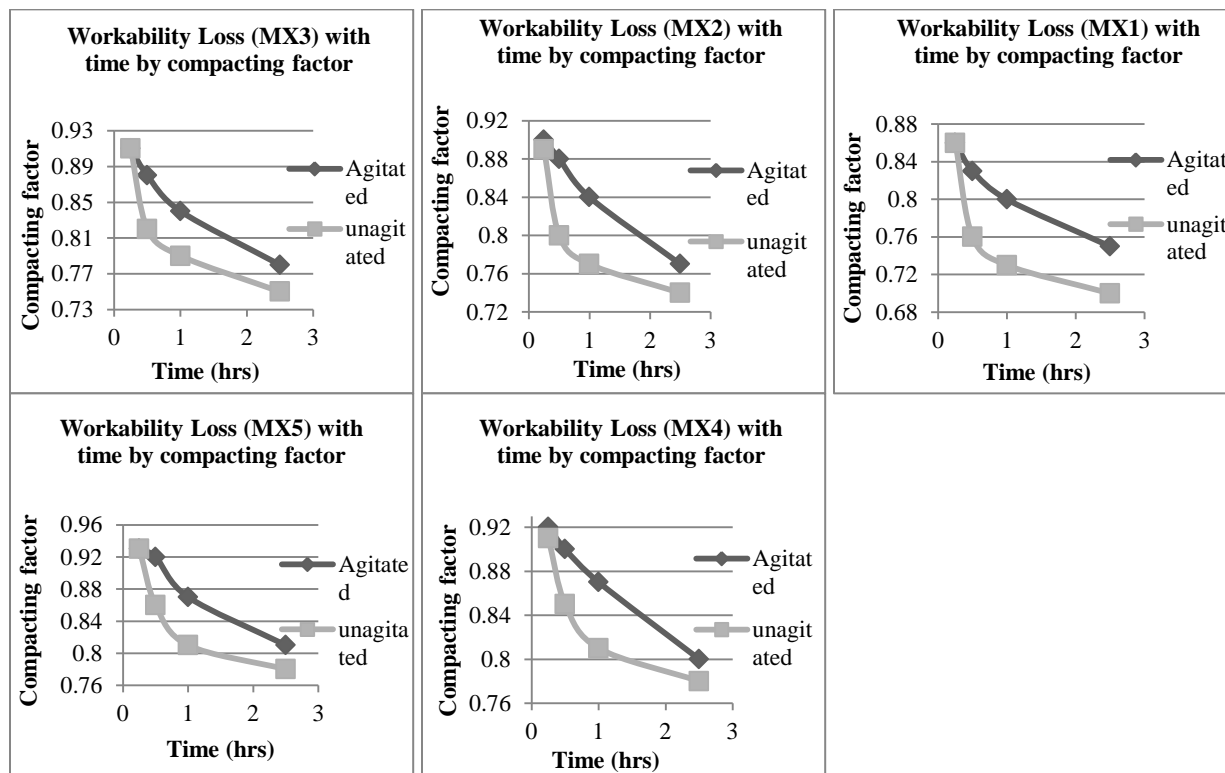 Workability Loss (MX3) with
time by compacting factor
Compacting factor
0.93
0.89
0.85
0.81
0.77
0.73
0
1
2
3
Time (hrs)
Agitat
ed
unagit
ated
Workability Loss (MX2) with
time by compacting factor
Compacting factor
0.92
0.88
0.84
0.8
0.76
0.72
0
1
2
3
Time (hrs)
Agitat
ed
unagit
ated
Workability Loss (MX1) with
time by compacting factor
Compacting factor
0.88
0.84
0.8
0.76
0.72
0.68
0
1
2
3
Time (hrs)
Agitat
ed
unagit
ated
Workability Loss (MX5) with
time by compacting factor
Compacting factor
0.96
0.92
0.88
0.84
0.8
0.76
0
1
2
3
Time (hrs)
Agitate
d
unagita
ted
Workability Loss (MX4) with
time by compacting factor
Compacting factor
0.92
0.88
0.84
0.8
0.76
0
1
2
3
Time (hrs)
Agitat
ed
unagit
ated